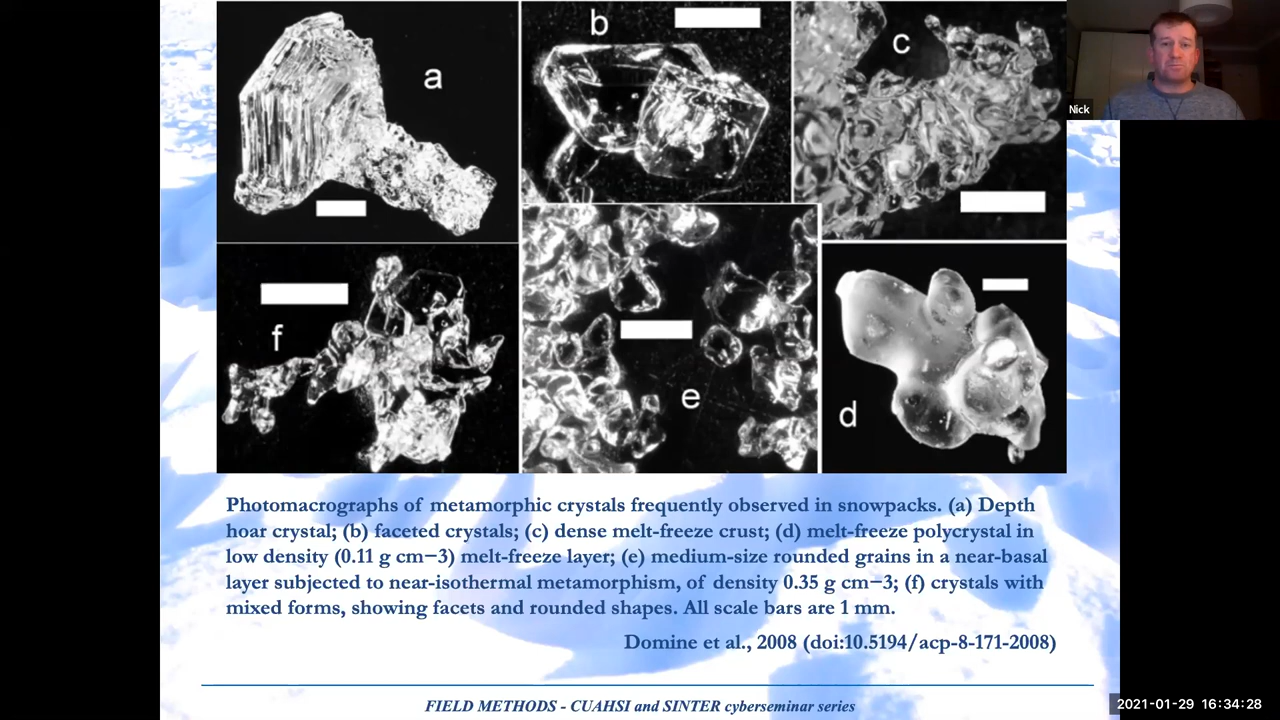 a
b
c
Nick
f
e
d
Photomacrographs of metamorphic crystals frequently observed in snowpacks. (a) Depth
hoar crystal; (b) faceted crystals; (c) dense melt-freeze crust; (d) melt-freeze polycrystal in
low density (0.11 g cm−3) melt-freeze layer; (e) medium-size rounded grains in a near-basal
layer subjected to near-isothermal metamorphism, of density 0.35 g cm−3; (f) crystals with
mixed forms, showing facets and rounded shapes. All scale bars are 1 mm.
Domine et al., 2008 (doi:10.5194/acp-8-171-2008)
FIELD METHODS - CUAHSI and SINTER cyberseminar series
2021-01-29 16:34:28